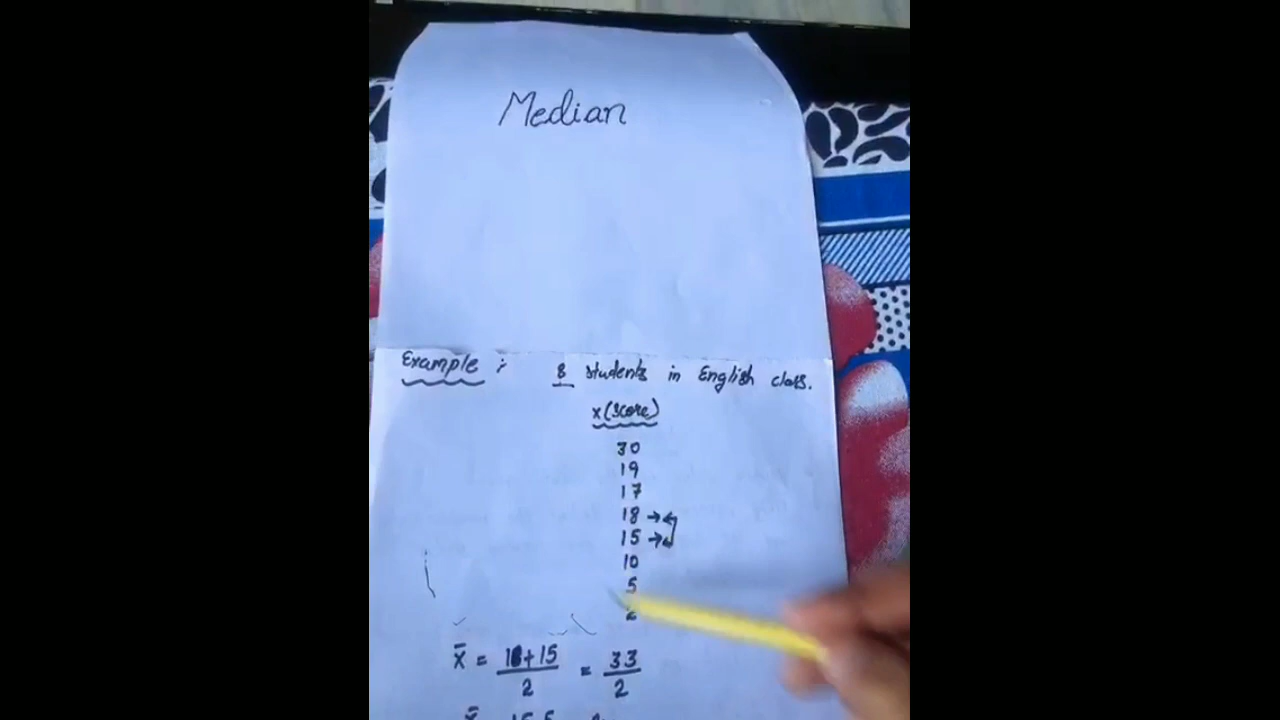 Median
Example :- 8 students in English class.
x (score)
30
19
17
18 →←
15 →←
10
5
2
x̄ = 18+15 / 2 = 33 / 2